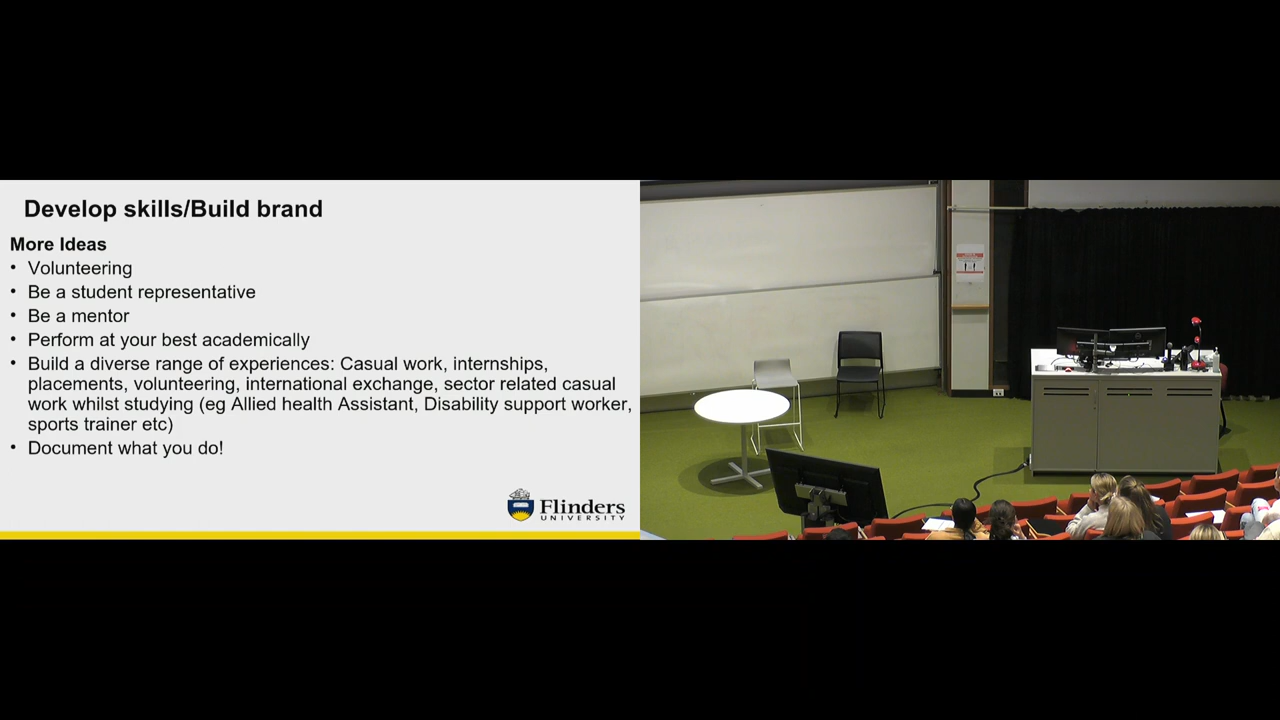 Develop skills/Build brand
More Ideas
• Volunteering
• Be a student representative
• Be a mentor
• Perform at your best academically
• Build a diverse range of experiences: Casual work, internships,
placements, volunteering, international exchange, sector related casual
work whilst studying (eg Allied health Assistant, Disability support worker,
sports trainer etc)
• Document what you do!
Flinders
UNIVERSITY